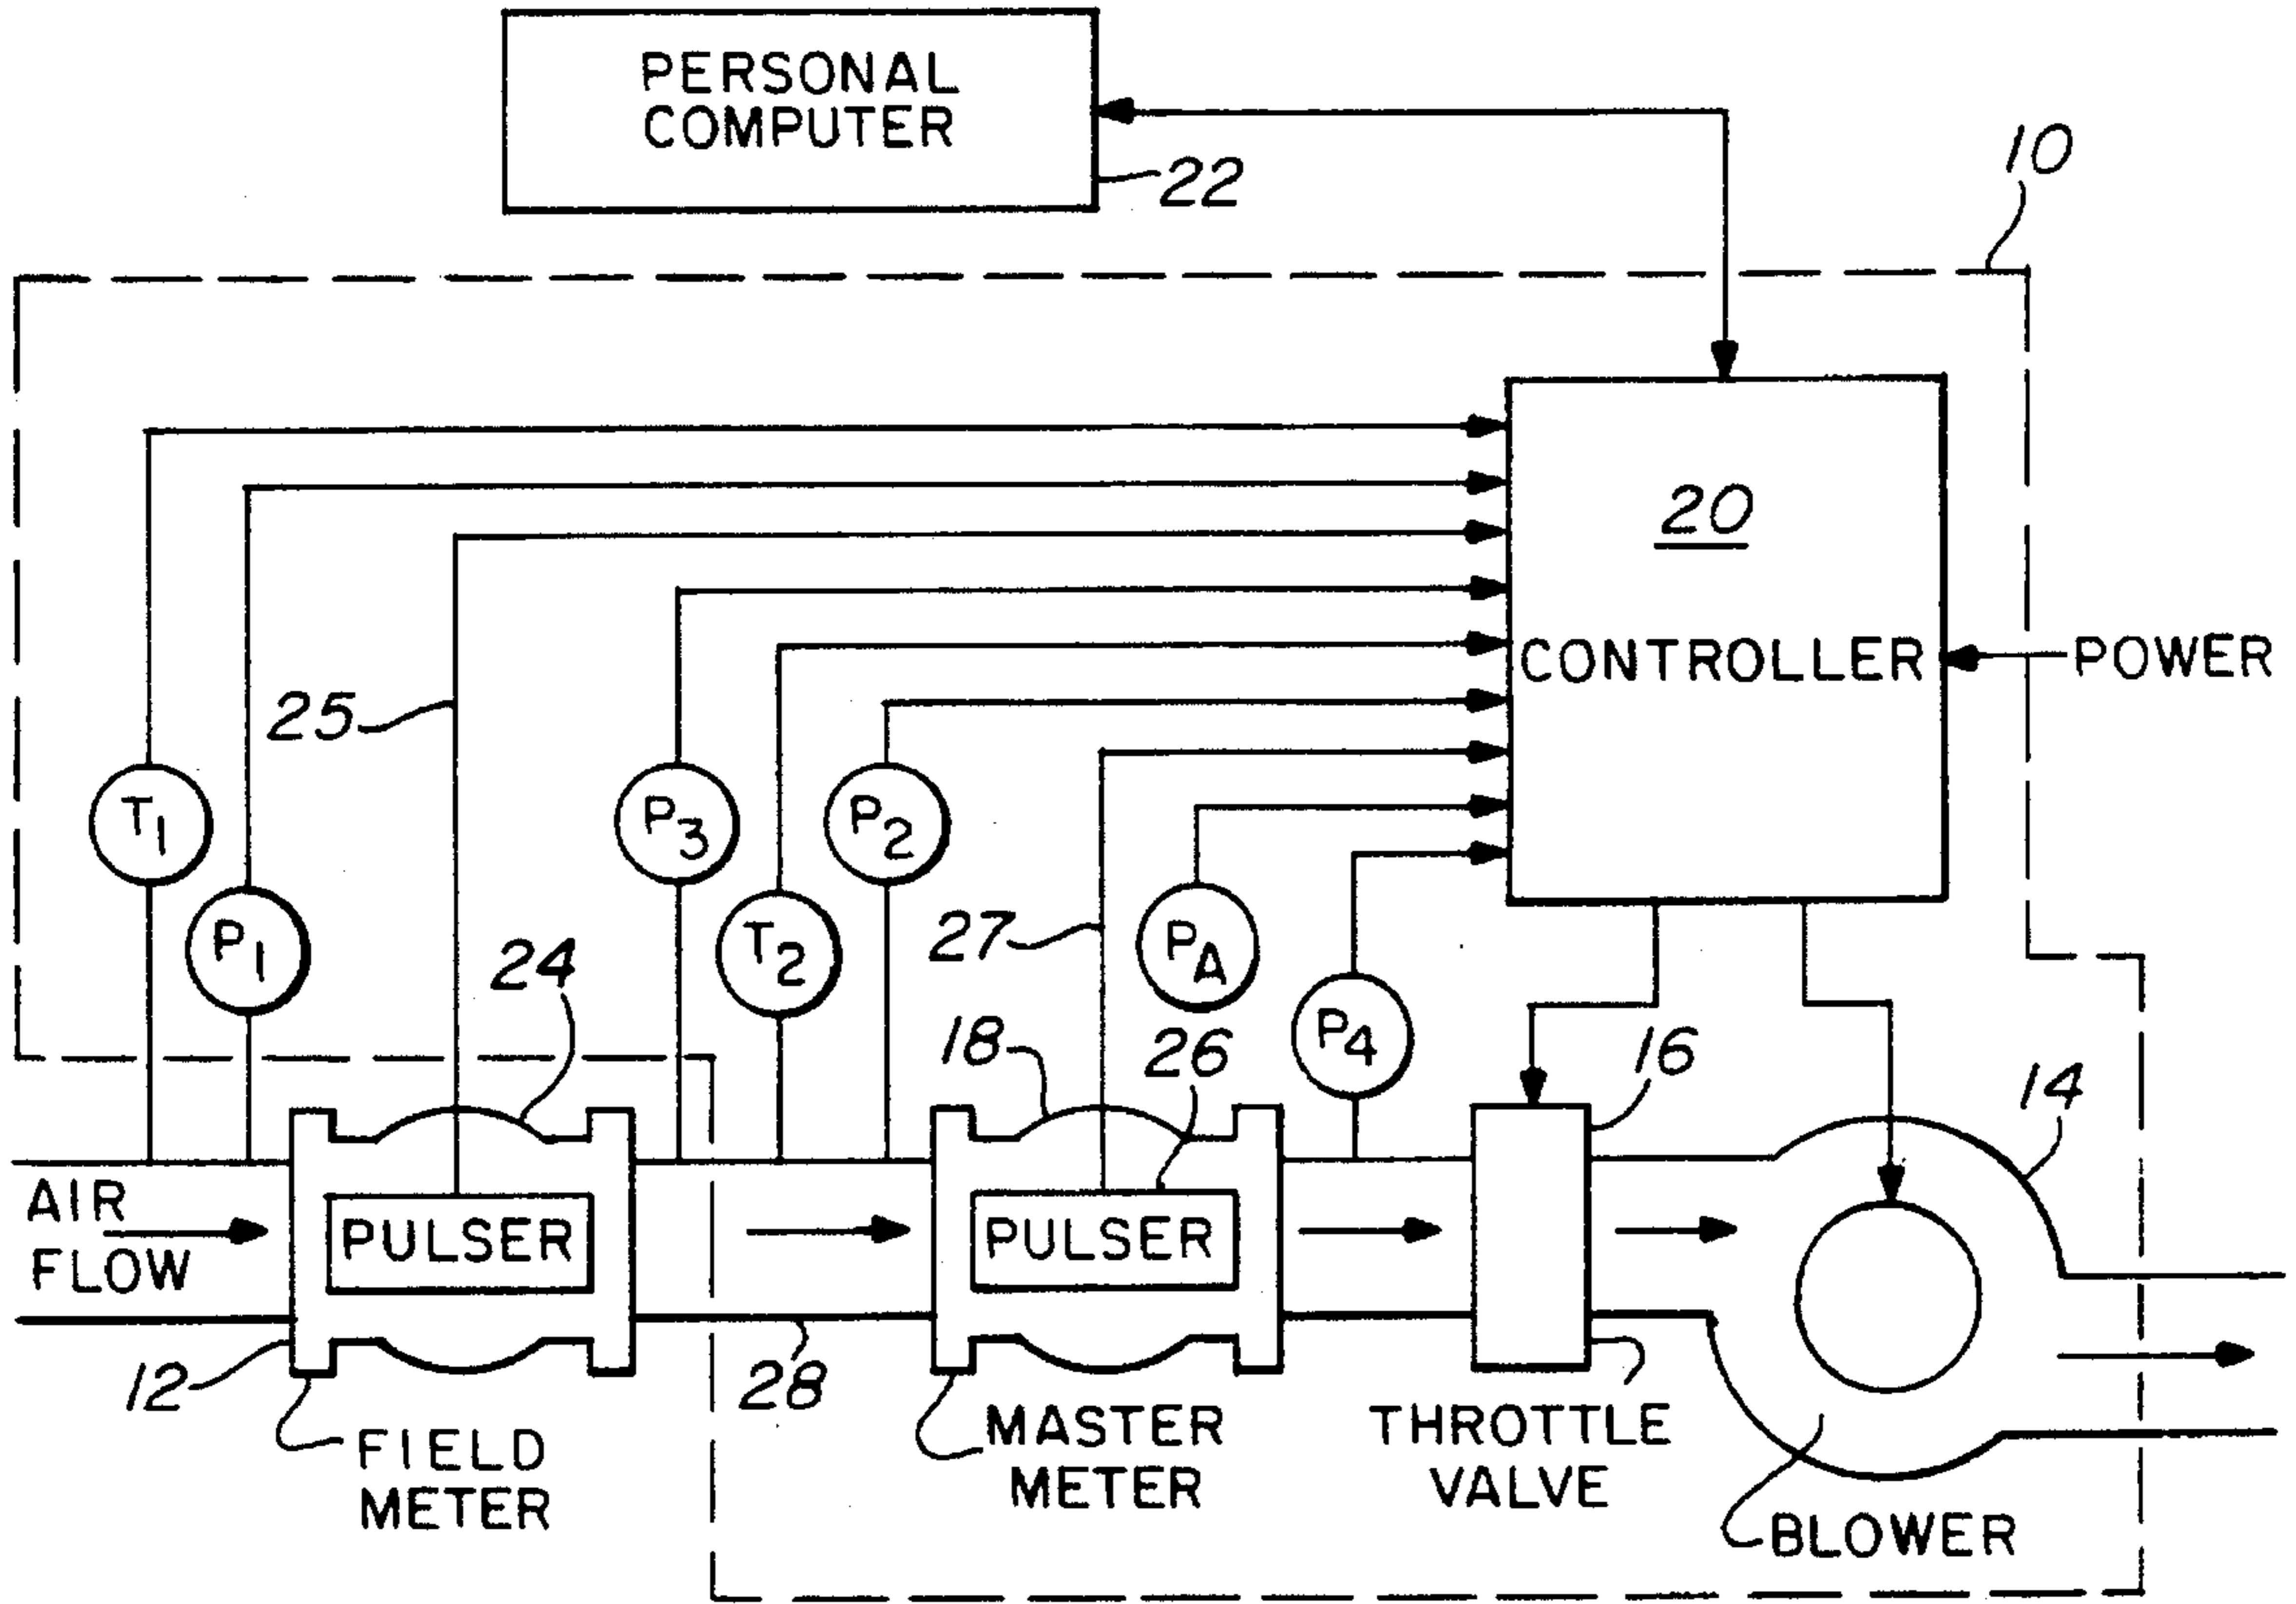 PERSONAL
COMPUTER
22
10
20
CONTROLLER
POWER
25
T1
P3
P2
P1
24
T2
27
PA
P4
18
26
16
14
AIR
FLOW
PULSER
PULSER
12
28
FIELD
METER
MASTER
METER
THROTTLE
VALVE
BLOWER